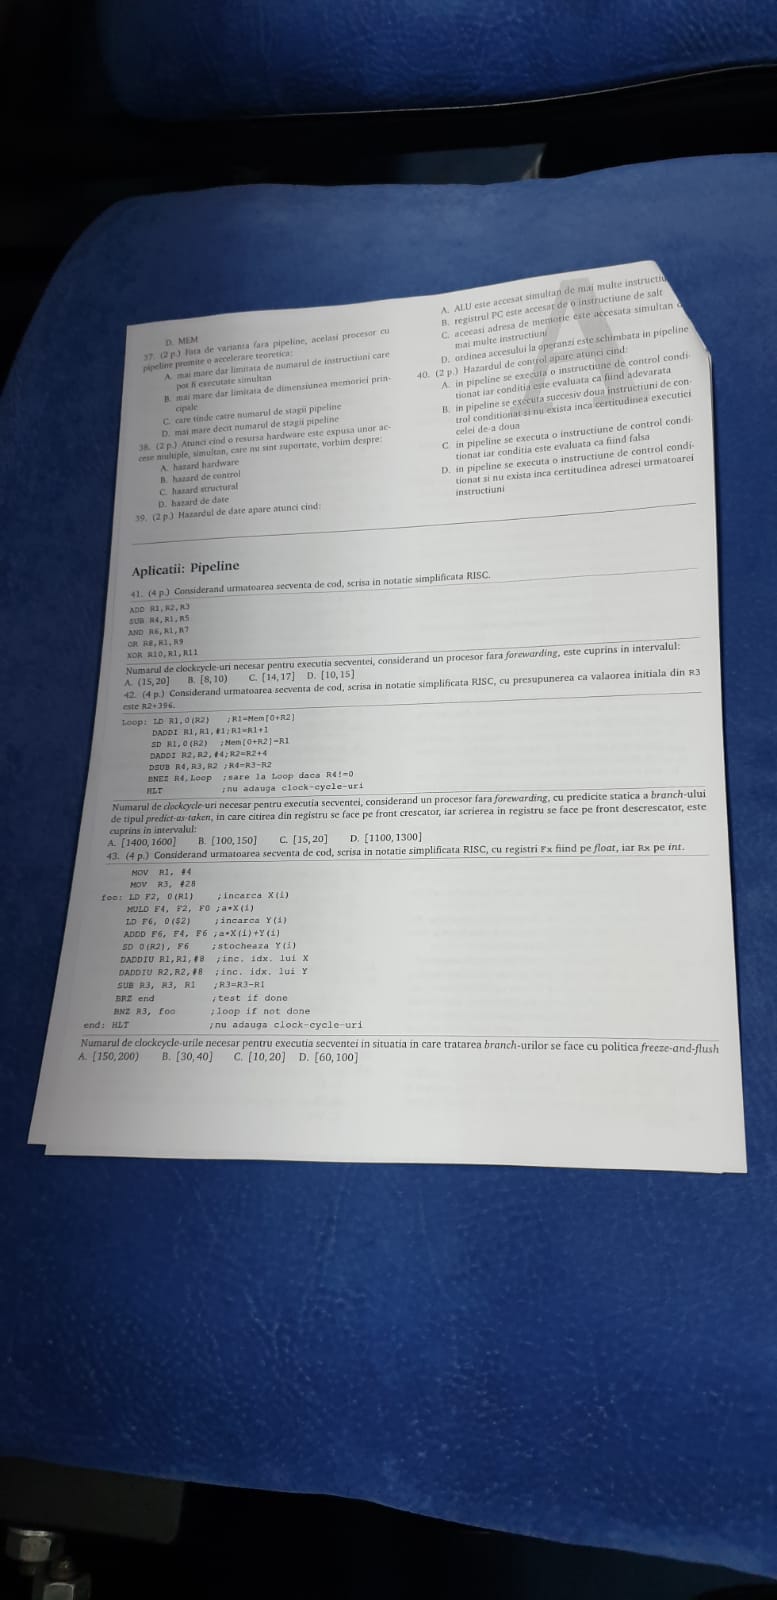 D. MEM
37. (2 p.) Fata de varianta fara pipeline, acelasi procesor cu
pipeline promite o accelerare teoretica:
A. mai mare dar limitata de numarul de instructiuni care
pot fi executate simultan
B. mai mare dar limitata de dimensiunea memoriei prin-
cipale
C. care tinde catre numarul de stagii pipeline
D. mai mare decit numarul de stagii pipeline
38. (2 p.) Atunci cind o resursa hardware este expusa unor ac-
cese multiple, simultan, care nu sint suportate, vorbim despre:
A. hazard hardware
B. hazard de control
C. hazard structural
D. hazard de date
39. (2 p.) Hazardul de date apare atunci cind:
A. ALU este accesat simultan de mai multe instructiu
B. registrul PC este accesat de o instructiune de salt
C. aceeasi adresa de memorie este accesata simultan
mai multe instructiuni
D. ordinea accesului la operanzi este schimbata in pipeline
40. (2 p.) Hazardul de control apare atunci cind:
A. in pipeline se executa o instructiune de control condi-
tionat iar conditia este evaluata ca fiind adevarata
B. in pipeline se executa succesiv doua instructiuni de con-
trol conditionat si nu exista inca certitudinea executiei
celei de-a doua
C. in pipeline se executa o instructiune de control condi-
tionat iar conditia este evaluata ca fiind falsa
D. in pipeline se executa o instructiune de control condi-
tionat si nu exista inca certitudinea adresei urmatoarei
instructiuni
A
Aplicatii: Pipeline
41. (4 p.) Considerand urmatoarea secventa de cod, scrisa in notatie simplificata RISC.
ADD R1,R2,R3
SUB R4,R1,R5
AND R6,R1,R7
OR R8,R1,R9
XOR R10,R1,R11
Numarul de clockcycle-uri necesar pentru executia secventei, considerand un procesor fara forewarding, este cuprins in intervalul:
A. (15,20] B. [8,10) C. [14,17] D. [10,15]
42. (4 p.) Considerand urmatoarea secventa de cod, scrisa in notatie simplificata RISC, cu presupunerea ca valaorea initiala din R3
este R2+396.
Loop: LD R1,0(R2) ;R1=Mem[0+R2]
DADDI R1,R1,#1;R1=R1+1
SD R1,0(R2) ;Mem[0+R2]=R1
DADDI R2,R2,#4;R2=R2+4
DSUB R4,R3,R2 ;R4=R3-R2
BNEZ R4,Loop ;sare la Loop daca R4!=0
HLT ;nu adauga clock-cycle-uri
Numarul de clockcycle-uri necesar pentru executia secventei, considerand un procesor fara forewarding, cu predicite statica a branch-ului
de tipul predict-as-taken, in care citirea din registru se face pe front crescator, iar scrierea in registru se face pe front descrescator, este
cuprins in intervalul:
A. [1400,1600] B. [100,150] C. [15,20] D. [1100,1300]
43. (4 p.) Considerand urmatoarea secventa de cod, scrisa in notatie simplificata RISC, cu registri Fx fiind pe float, iar Rx pe int.
MOV R1, #4
MOV R3, #28
foo: LD F2, 0(R1) ;incarca X(i)
MULD F4, F2, F0 ;a*X(i)
LD F6, 0($2) ;incarca Y(i)
ADDD F6, F4, F6 ;a*X(i)+Y(i)
SD 0(R2), F6 ;stocheaza Y(i)
DADDIU R1,R1,#8 ;inc. idx. lui X
DADDIU R2,R2,#8 ;inc. idx. lui Y
SUB R3, R3, R1 ;R3=R3-R1
BRZ end ;test if done
BNZ R3, foo ;loop if not done
end: HLT ;nu adauga clock-cycle-uri
Numarul de clockcycle-urile necesar pentru executia secventei in situatia in care tratarea branch-urilor se face cu politica freeze-and-flush
A. [150,200) B. [30,40] C. [10,20] D. [60,100]